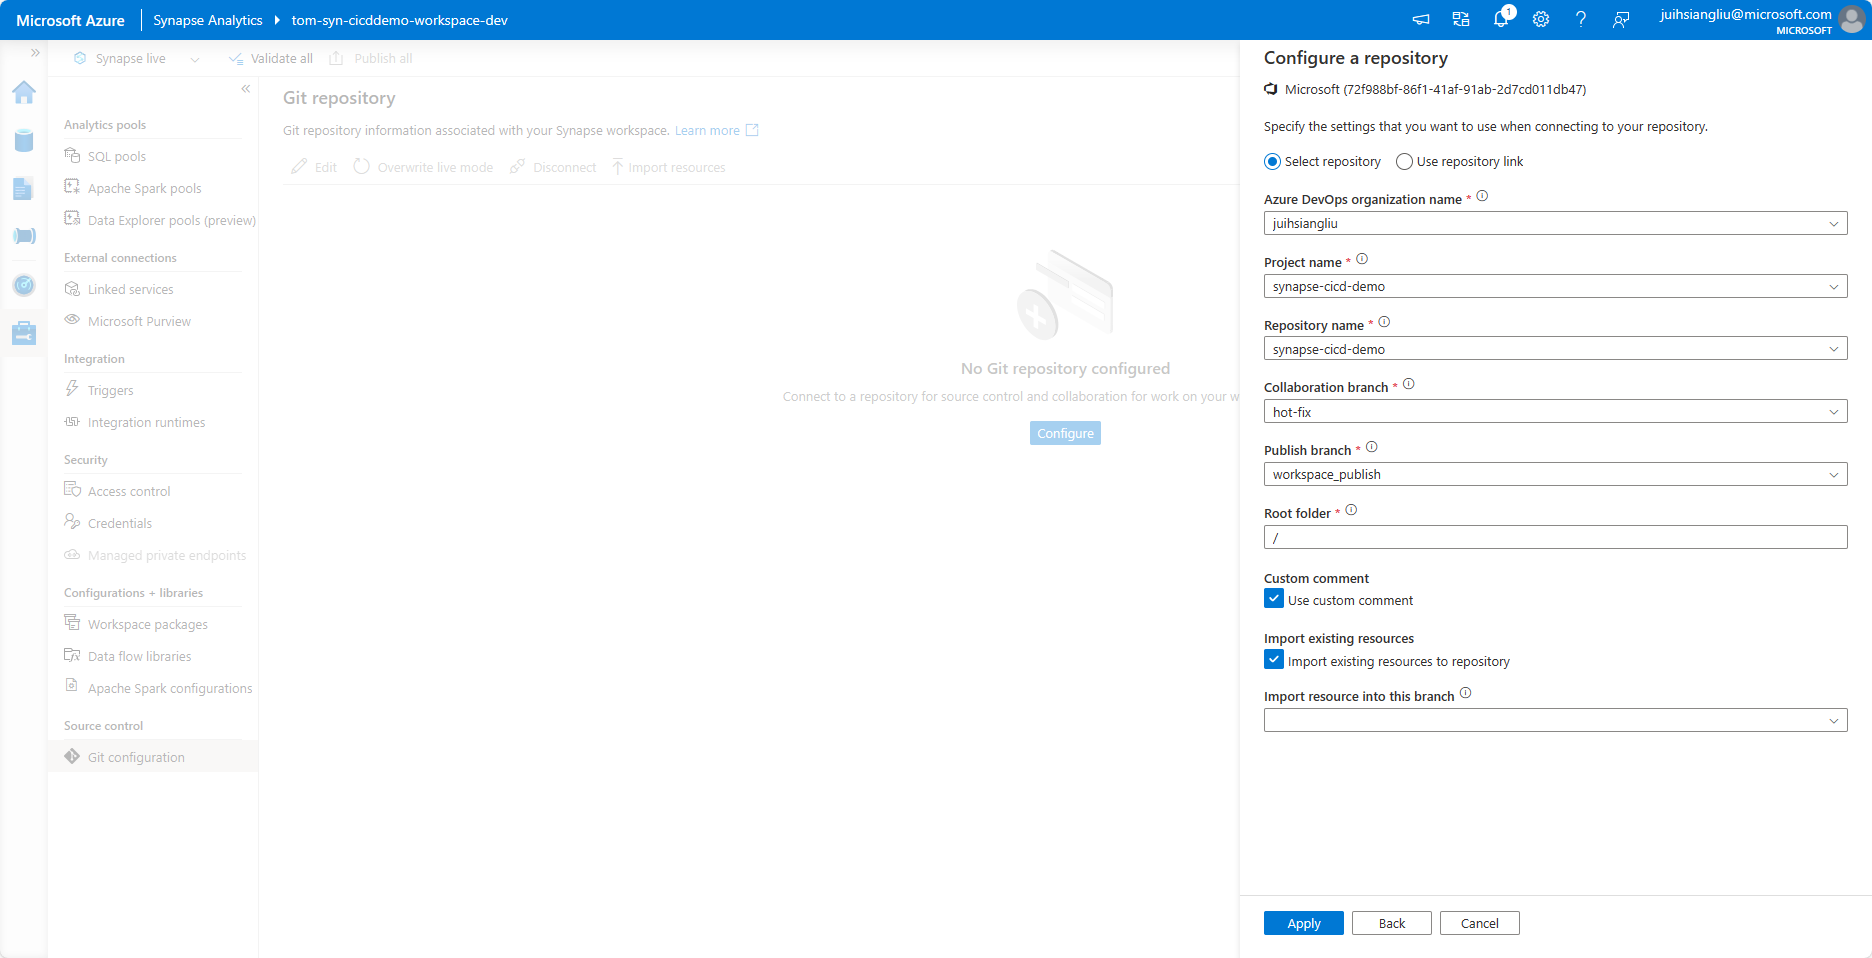 Microsoft Azure
Synapse Analytics
tom-syn-cicddemo-workspace-dev
1
juihsiangliu@microsoft.com
MICROSOFT
Synapse live
Validate all
Publish all
Analytics pools
SQL pools
Apache Spark pools
Data Explorer pools (preview)
External connections
Linked services
Microsoft Purview
Integration
Triggers
Integration runtimes
Security
Access control
Credentials
Managed private endpoints
Configurations + libraries
Workspace packages
Data flow libraries
Apache Spark configurations
Source control
Git configuration
Git repository
Git repository information associated with your Synapse workspace. Learn more
Edit
Overwrite live mode
Disconnect
Import resources
No Git repository configured
Connect to a repository for source control and collaboration for work on your w
Configure
Configure a repository
Microsoft (72f988bf-86f1-41af-91ab-2d7cd011db47)
Specify the settings that you want to use when connecting to your repository.
Select repository
Use repository link
Azure DevOps organization name *
juihsiangliu
Project name *
synapse-cicd-demo
Repository name *
synapse-cicd-demo
Collaboration branch *
hot-fix
Publish branch *
workspace_publish
Root folder *
/
Custom comment
Use custom comment
Import existing resources
Import existing resources to repository
Import resource into this branch
Apply
Back
Cancel